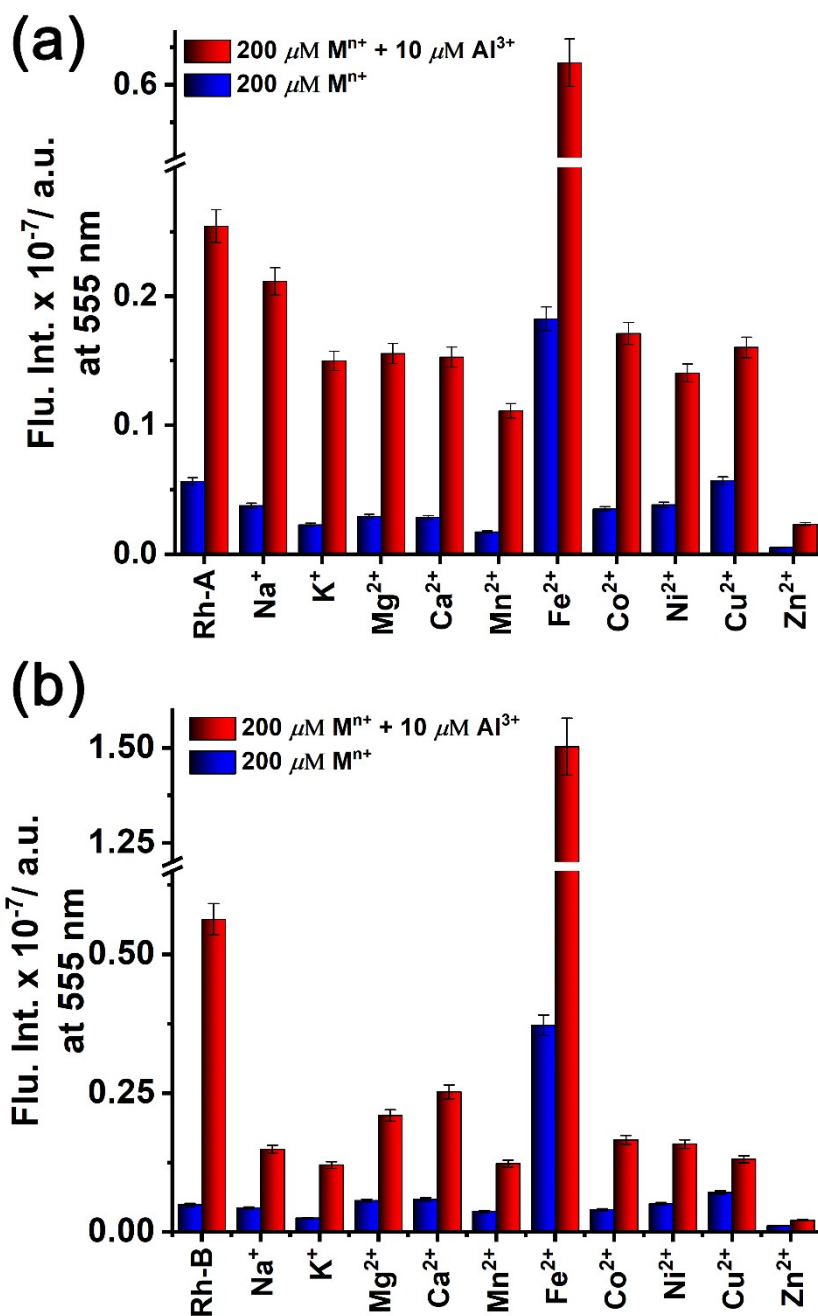 (a)
200 μM Mⁿ⁺ + 10 μM Al³⁺
200 μM Mⁿ⁺
Flu. Int. x 10⁻⁷/ a.u.
at 555 nm
0.6
0.2
0.1
0.0
Rh-A Na⁺ K⁺ Mg²⁺ Ca²⁺ Mn²⁺ Fe²⁺ Co²⁺ Ni²⁺ Cu²⁺ Zn²⁺
(b)
200 μM Mⁿ⁺ + 10 μM Al³⁺
200 μM Mⁿ⁺
Flu. Int. x 10⁻⁷/ a.u.
at 555 nm
1.50
1.25
0.50
0.25
0.00
Rh-B Na⁺ K⁺ Mg²⁺ Ca²⁺ Mn²⁺ Fe²⁺ Co²⁺ Ni²⁺ Cu²⁺ Zn²⁺